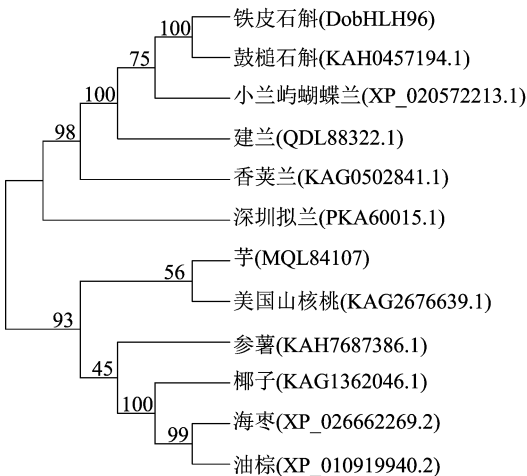 铁皮石斛(DobHLH96)
100
鼓槌石斛(KAH0457194.1)
75
小兰屿蝴蝶兰(XP_020572213.1)
100
建兰(QDL88322.1)
98
香荚兰(KAG0502841.1)
深圳拟兰(PKA60015.1)
芋(MQL84107)
56
美国山核桃(KAG2676639.1)
93
参薯(KAH7687386.1)
45
椰子(KAG1362046.1)
100
海枣(XP_026662269.2)
99
油棕(XP_010919940.2)